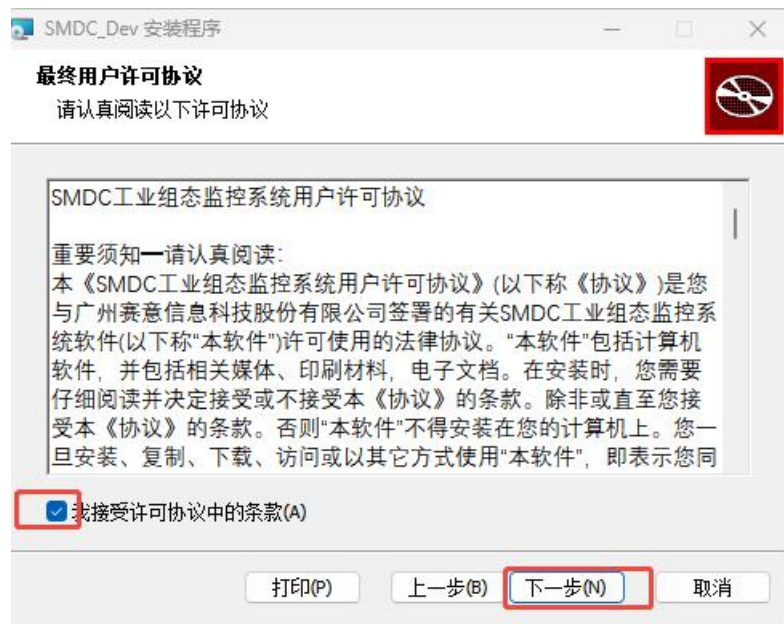 SMDC_Dev 安装程序
最终用户许可协议
请认真阅读以下许可协议
SMDC工业组态监控系统用户许可协议
重要须知—请认真阅读：
本《SMDC工业组态监控系统用户许可协议》(以下称《协议》)是您
与广州赛意信息科技股份有限公司签署的有关SMDC工业组态监控系
统软件(以下称“本软件”)许可使用的法律协议。“本软件”包括计算机
软件，并包括相关媒体、印刷材料，电子文档。在安装时，您需要
仔细阅读并决定接受或不接受本《协议》的条款。除非或直至您接
受本《协议》的条款。否则“本软件”不得安装在您的计算机上。您一
旦安装、复制、下载、访问或以其它方式使用“本软件”，即表示您同
我接受许可协议中的条款(A)
打印(P) 上一步(B) 下一步(N) 取消